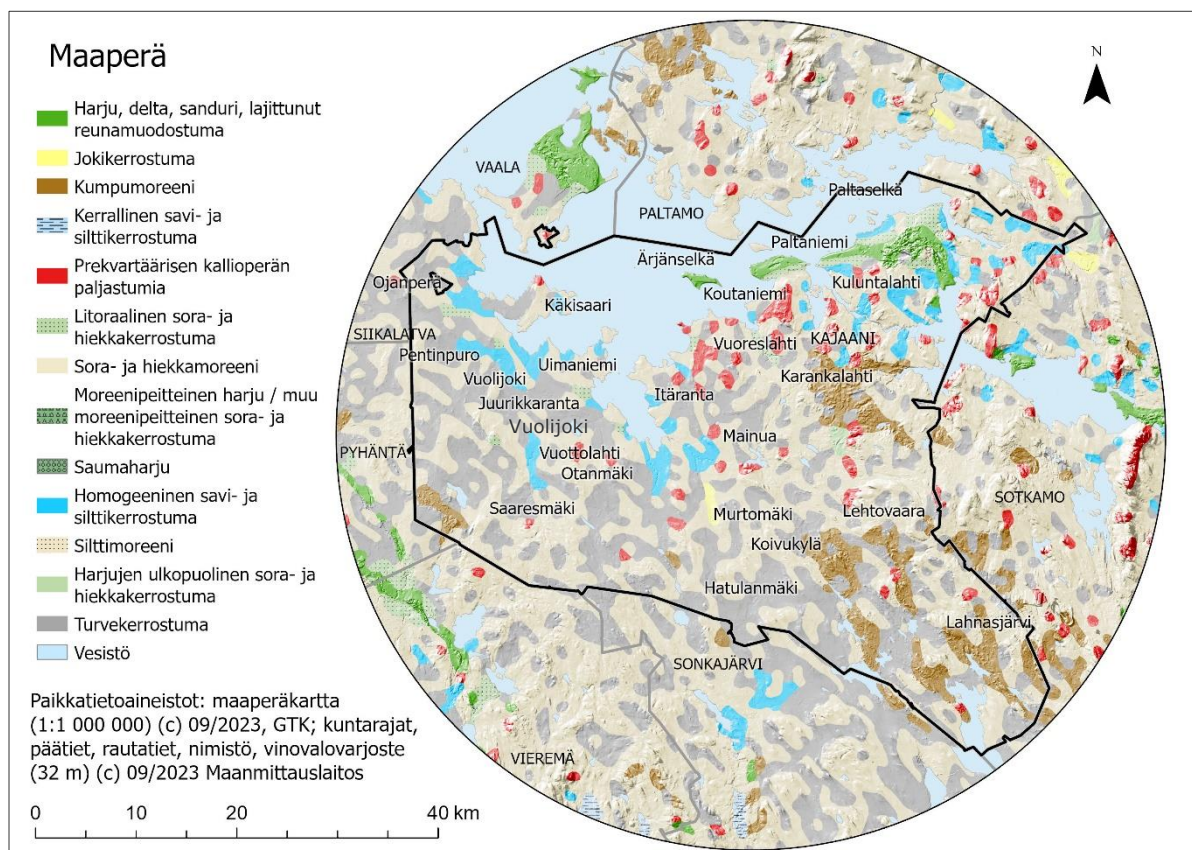 Maaperä
Harju, delta, sanduri, lajittunut
reunamuodostuma
Jokikerrostuma
Kumpumoreeni
Kerrallinen savi- ja
silttikerrostuma
Prekvartäärisen kallioperän
paljastumia
Litoraalinen sora- ja
hiekkakerrostuma
Sora- ja hiekkamoreeni
Moreenipeitteinen harju / muu
moreenipeitteinen sora- ja
hiekkakerrostuma
Saumaharju
Homogeeninen savi- ja
silttikerrostuma
Silttimoreeni
Harjujen ulkopuolinen sora- ja
hiekkakerrostuma
Turvekerrostuma
Vesistö
Paikkatietoaineistot: maaperäkartta
(1:1 000 000) (c) 09/2023, GTK; kuntarajat,
päätiet, rautatiet, nimistö, vinovalovarjoste
(32 m) (c) 09/2023 Maanmittauslaitos
0 10 20 40 km
N
VAALA
Paltaselkä
PALTAMO
Paltaniemi
Ärjänselkä
Ojanperä
Koutaniemi
Kuluntalahti
Käkisaari
SIIKALATVA
Vuoreslahti
KAJAANI
Pentinpuro
Uimaniemi
Karankalahti
Vuolijoki
Itäranta
Juurikkaranta
Vuolijoki
Mainua
PYHÄNTÄ
Vuottolahti
Otanmäki
SOTKAMO
Saaresmäki
Murtomäki
Lehtovaara
Koivukylä
Hatulanmäki
Lahnasjärvi
SONKAJÄRVI
VIEREMÄ